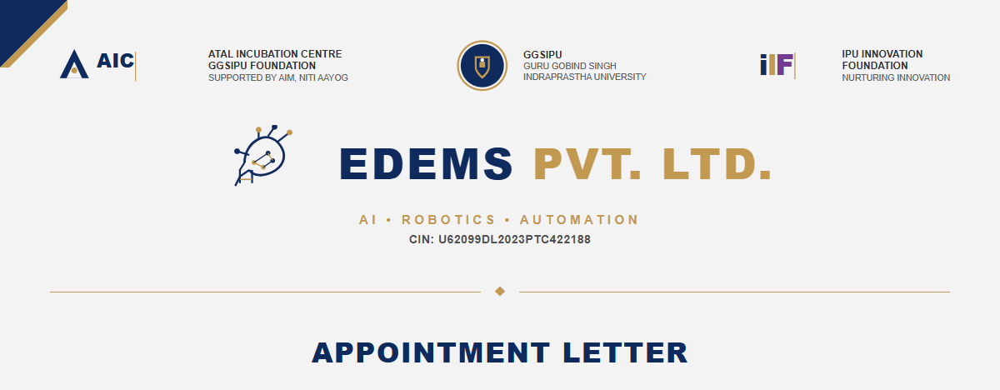 AIC
ATAL INCUBATION CENTRE
GGSIPU FOUNDATION
SUPPORTED BY AIM, NITI AAYOG
GGSIPU
GURU GOBIND SINGH
INDRAPRASTHA UNIVERSITY
iIF
IPU INNOVATION
FOUNDATION
NURTURING INNOVATION
EDEMS PVT. LTD.
AI • ROBOTICS • AUTOMATION
CIN: U62099DL2023PTC422188
APPOINTMENT LETTER